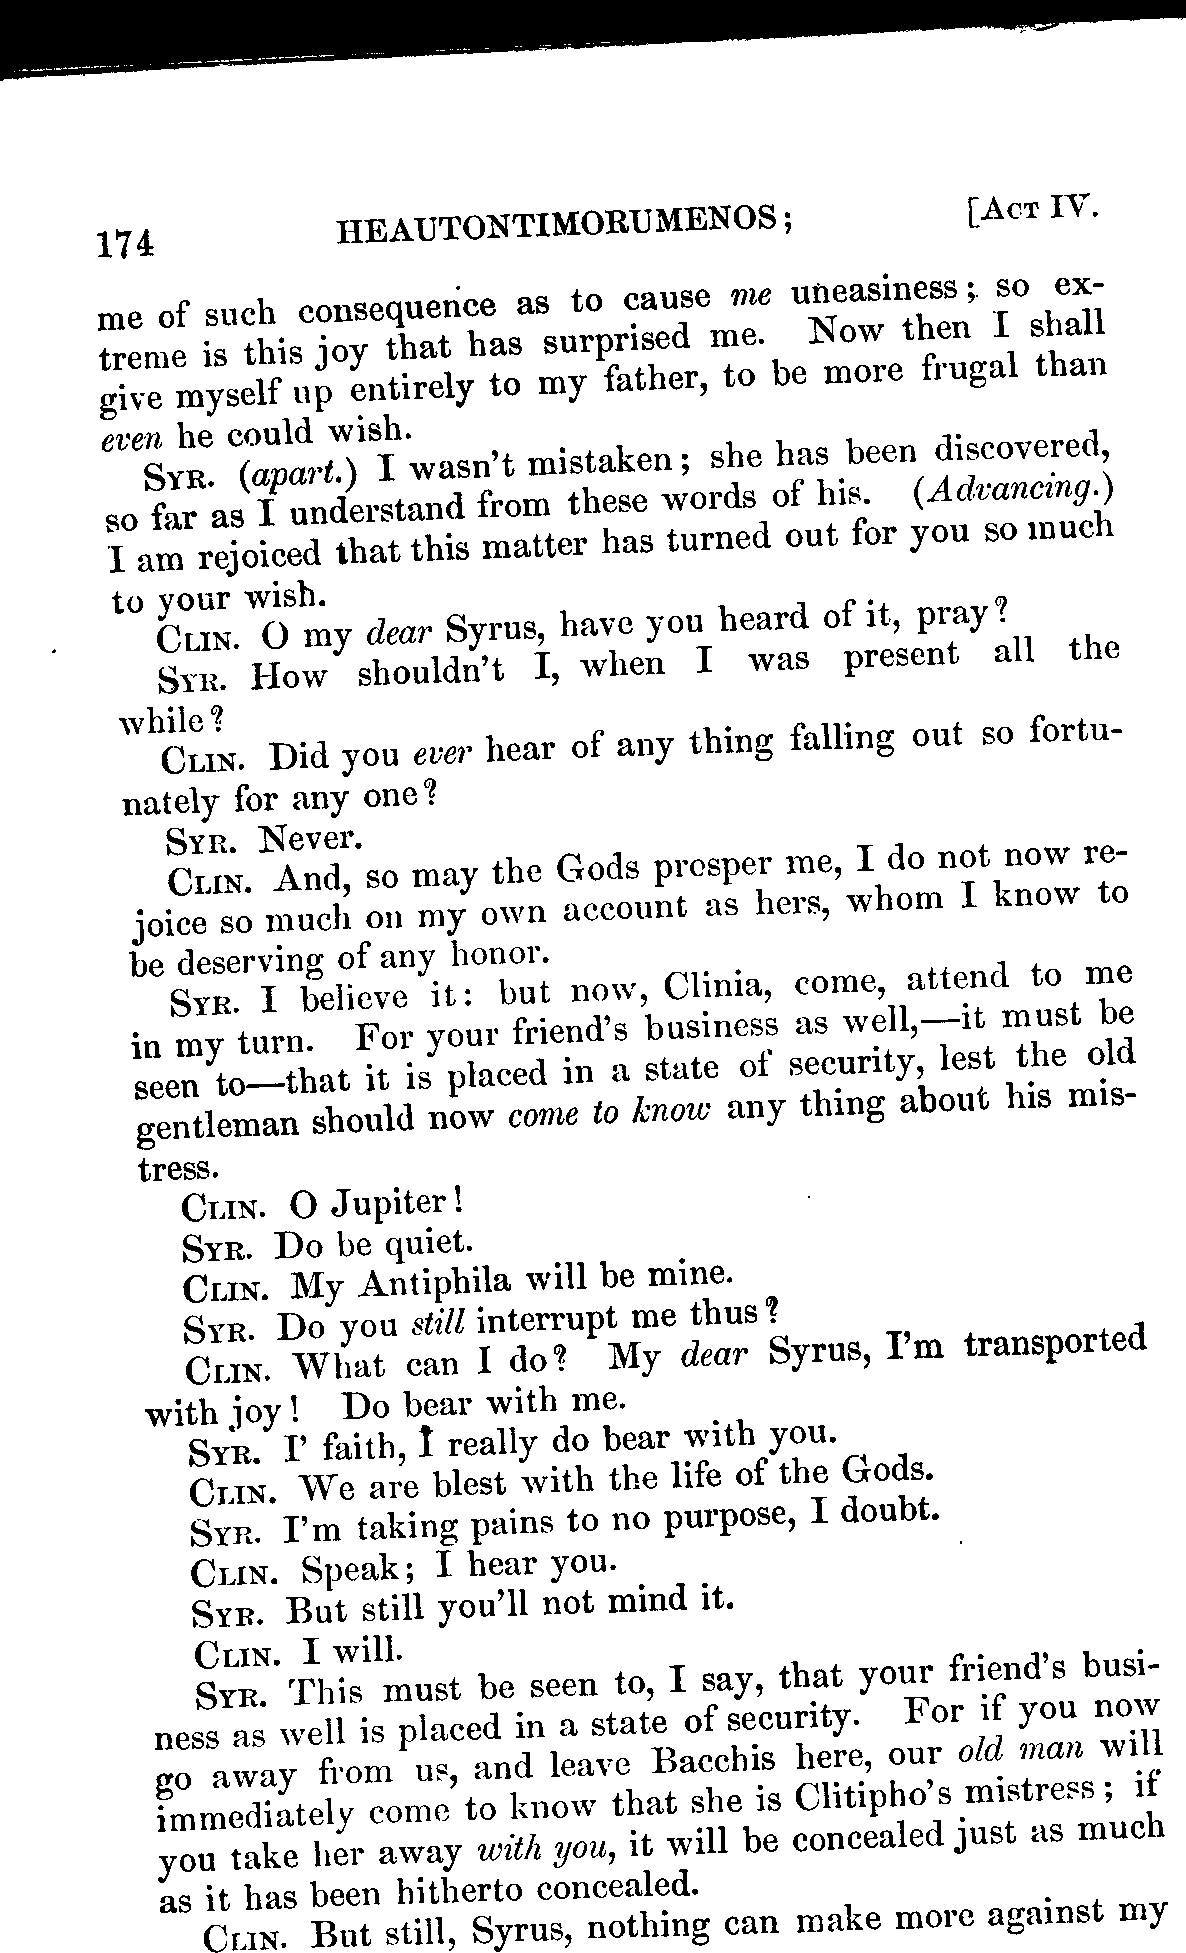 174 HEAUTONTIMORUMENOS; [ACT IV.
me of such consequence as to cause me uneasiness; so ex-
treme is this joy that has surprised me. Now then I shall
give myself up entirely to my father, to be more frugal than
even he could wish.
SYR. (apart.) I wasn't mistaken; she has been discovered,
so far as I understand from these words of his. (Advancing.)
I am rejoiced that this matter has turned out for you so much
to your wish.
CLIN. O my dear Syrus, have you heard of it, pray?
SYR. How shouldn't I, when I was present all the
while?
CLIN. Did you ever hear of any thing falling out so fortu-
nately for any one?
SYR. Never.
CLIN. And, so may the Gods prosper me, I do not now re-
joice so much on my own account as hers, whom I know to
be deserving of any honor.
SYR. I believe it: but now, Clinia, come, attend to me
in my turn. For your friend's business as well,—it must be
seen to—that it is placed in a state of security, lest the old
gentleman should now come to know any thing about his mis-
tress.
CLIN. O Jupiter!
SYR. Do be quiet.
CLIN. My Antiphila will be mine.
SYR. Do you still interrupt me thus?
CLIN. What can I do? My dear Syrus, I'm transported
with joy! Do bear with me.
SYR. I' faith, I really do bear with you.
CLIN. We are blest with the life of the Gods.
SYR. I'm taking pains to no purpose, I doubt.
CLIN. Speak; I hear you.
SYR. But still you'll not mind it.
CLIN. I will.
SYR. This must be seen to, I say, that your friend's busi-
ness as well is placed in a state of security. For if you now
go away from us, and leave Bacchis here, our old man will
immediately come to know that she is Clitipho's mistress; if
you take her away with you, it will be concealed just as much
as it has been hitherto concealed.
CLIN. But still, Syrus, nothing can make more against my